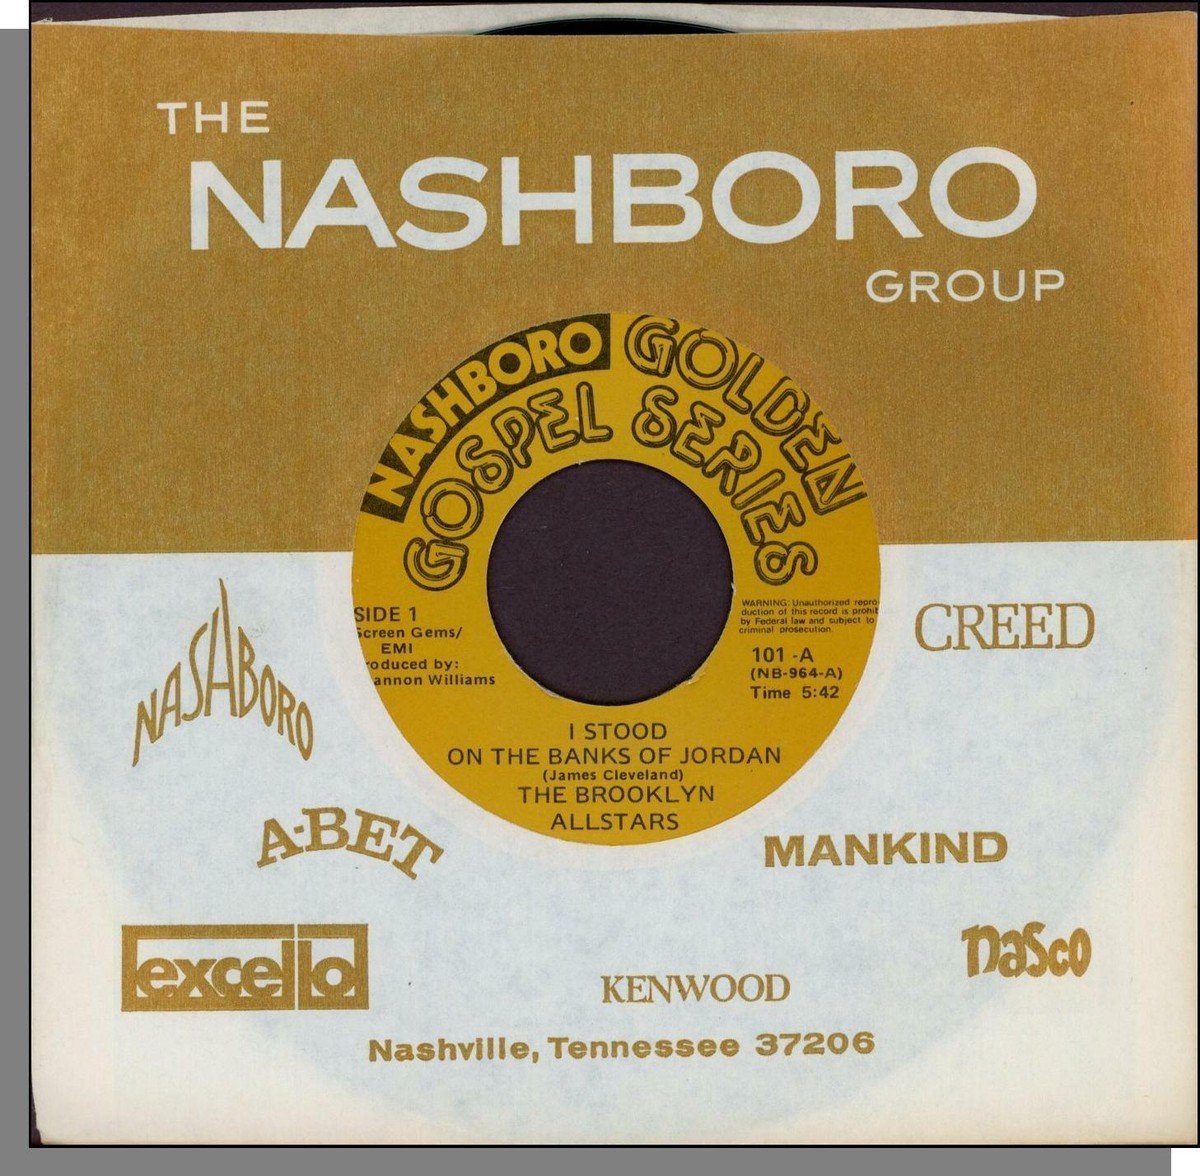 THE
NASHBORO
GROUP
NASHBORO GOLDEN
GOSPEL SERIES
SIDE 1
Screen Gems/
EMI
roduced by:
annon Williams
WARNING: Unauthorized repro-
duction of this record is prohib
by Federal law and subject to
criminal prosecution.
101 -A
(NB-964-A)
Time 5:42
I STOOD
ON THE BANKS OF JORDAN
(James Cleveland)
THE BROOKLYN
ALLSTARS
NASHBORO
CREED
A-BET
MANKIND
excello
KENWOOD
nasco
Nashville, Tennessee 37206